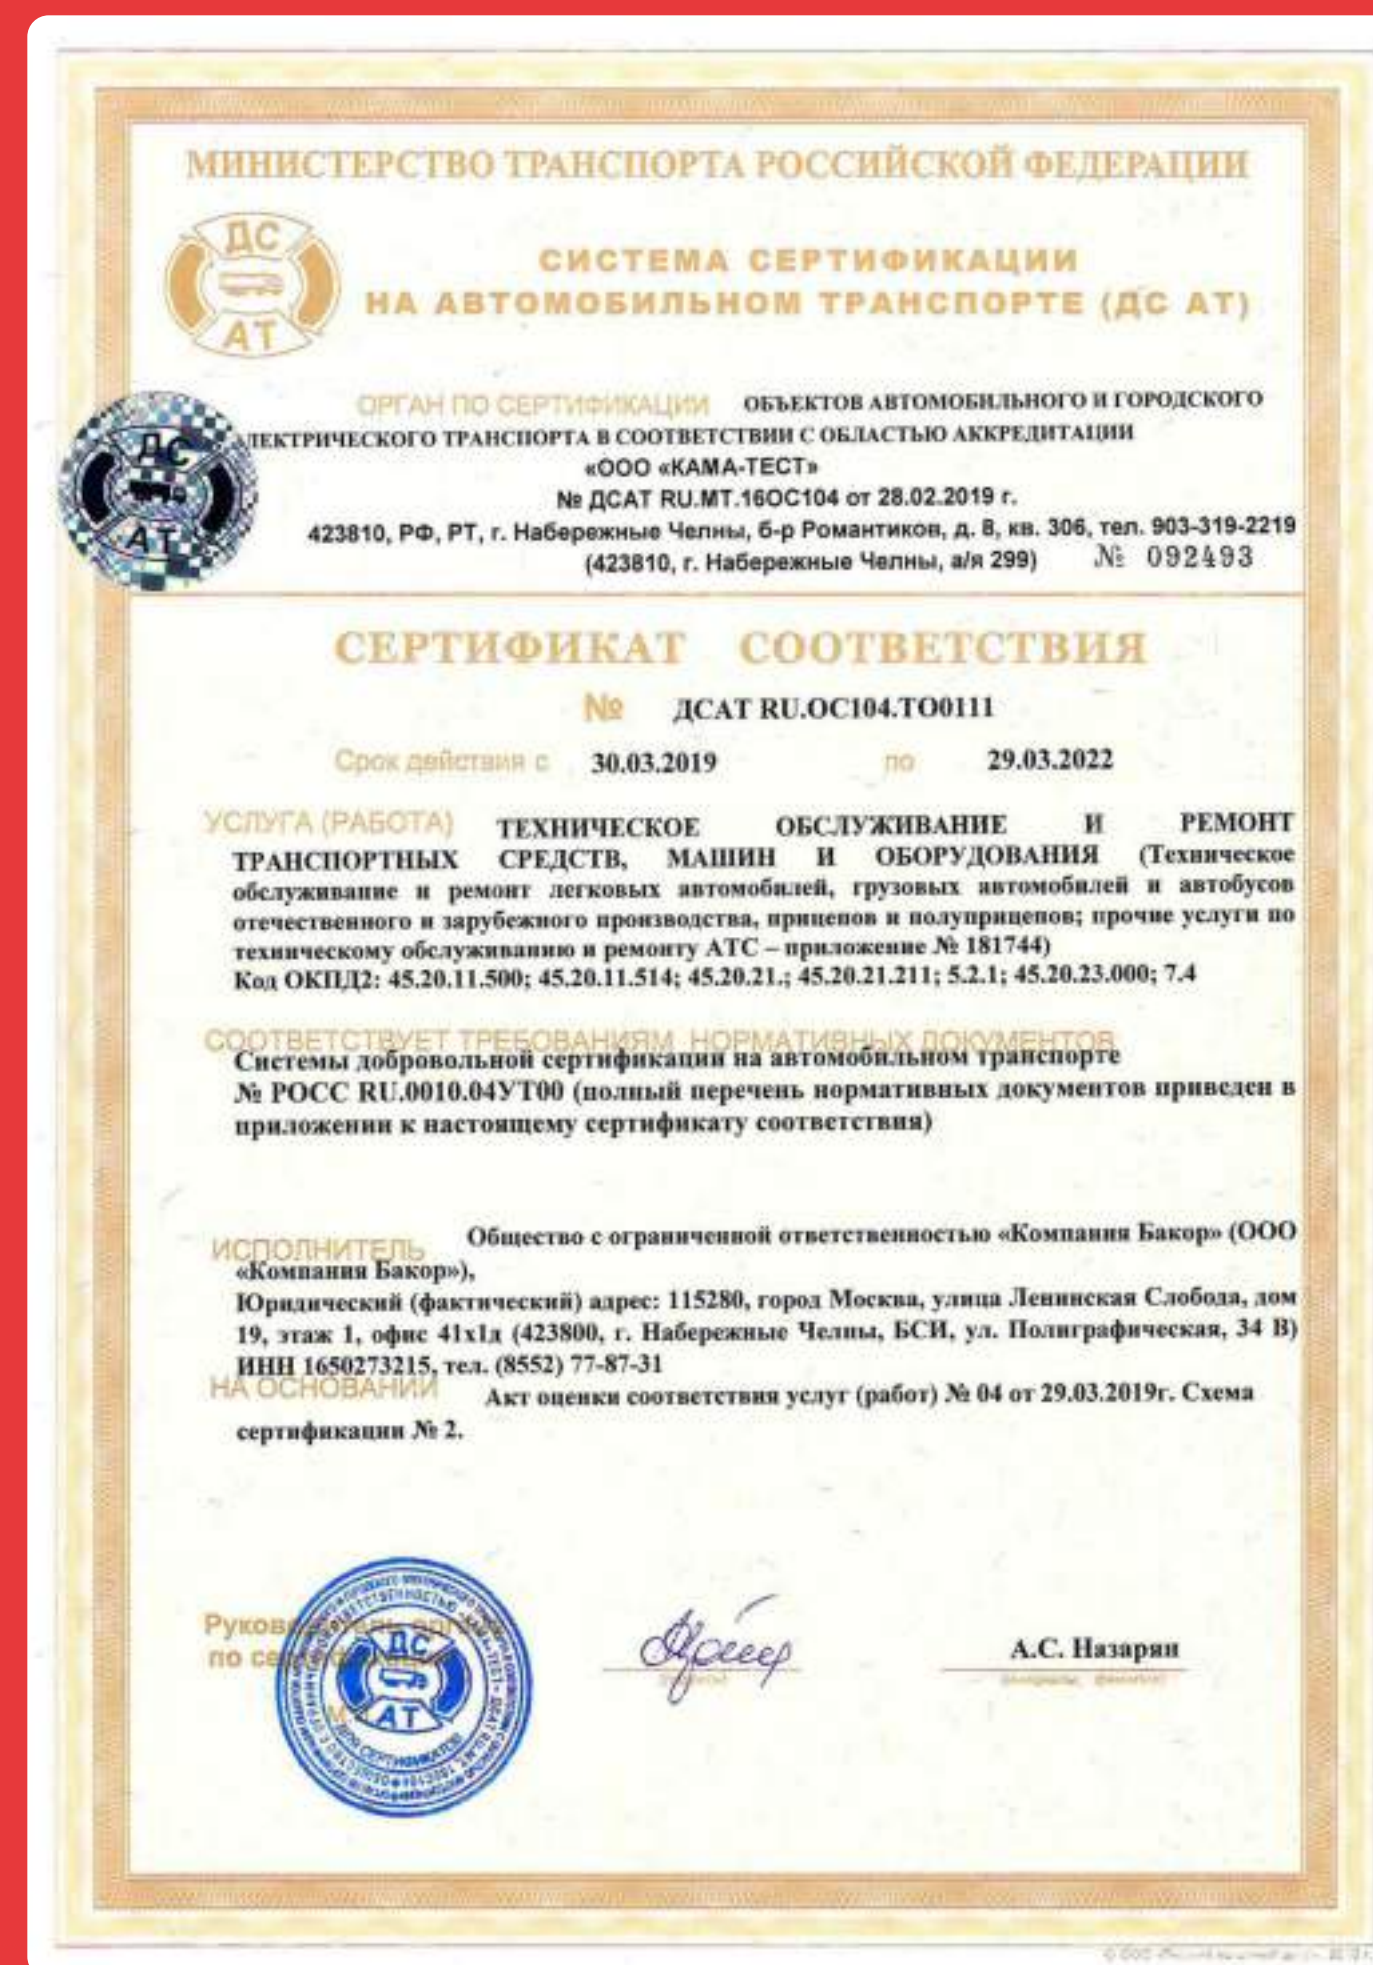 МИНИСТЕРСТВО ТРАНСПОРТА РОССИЙСКОЙ ФЕДЕРАЦИИ
ДС
АТ
СИСТЕМА СЕРТИФИКАЦИИ
НА АВТОМОБИЛЬНОМ ТРАНСПОРТЕ (ДС АТ)
ОРГАН ПО СЕРТИФИКАЦИИ ОБЪЕКТОВ АВТОМОБИЛЬНОГО И ГОРОДСКОГО
ЛЕКТРИЧЕСКОГО ТРАНСПОРТА В СООТВЕТСТВИИ С ОБЛАСТЬЮ АККРЕДИТАЦИИ
ДС
АТ
«ООО «КАМА-ТЕСТ»
№ ДСАТ RU.МТ.16ОС104 от 28.02.2019 г.
423810, РФ, РТ, г. Набережные Челны, б-р Романтиков, д. 8, кв. 306, тел. 903-319-2219
(423810, г. Набережные Челны, а/я 299) № 092493
СЕРТИФИКАТ СООТВЕТСТВИЯ
№ ДСАТ RU.ОС104.ТО0111
Срок действия с 30.03.2019 по 29.03.2022
УСЛУГА (РАБОТА) ТЕХНИЧЕСКОЕ ОБСЛУЖИВАНИЕ И РЕМОНТ
ТРАНСПОРТНЫХ СРЕДСТВ, МАШИН И ОБОРУДОВАНИЯ (Техническое
обслуживание и ремонт легковых автомобилей, грузовых автомобилей и автобусов
отечественного и зарубежного производства, прицепов и полуприцепов; прочие услуги по
техническому обслуживанию и ремонту АТС – приложение № 181744)
Код ОКПД2: 45.20.11.500; 45.20.11.514; 45.20.21.; 45.20.21.211; 5.2.1; 45.20.23.000; 7.4
СООТВЕТСТВУЕТ ТРЕБОВАНИЯМ НОРМАТИВНЫХ ДОКУМЕНТОВ
Системы добровольной сертификации на автомобильном транспорте
№ РОСС RU.0010.04УТ00 (полный перечень нормативных документов приведен в
приложении к настоящему сертификату соответствия)
ИСПОЛНИТЕЛЬ Общество с ограниченной ответственностью «Компания Бакор» (ООО
«Компания Бакор»),
Юридический (фактический) адрес: 115280, город Москва, улица Ленинская Слобода, дом
19, этаж 1, офис 41х1д (423800, г. Набережные Челны, БСИ, ул. Полиграфическая, 34 В)
ИНН 1650273215, тел. (8552) 77-87-31
НА ОСНОВАНИИ Акт оценки соответствия услуг (работ) № 04 от 29.03.2019г. Схема
сертификации № 2.
ДС
АТ
ДЛЯ СЕРТИФИКАТОВ
А.С. Назарян